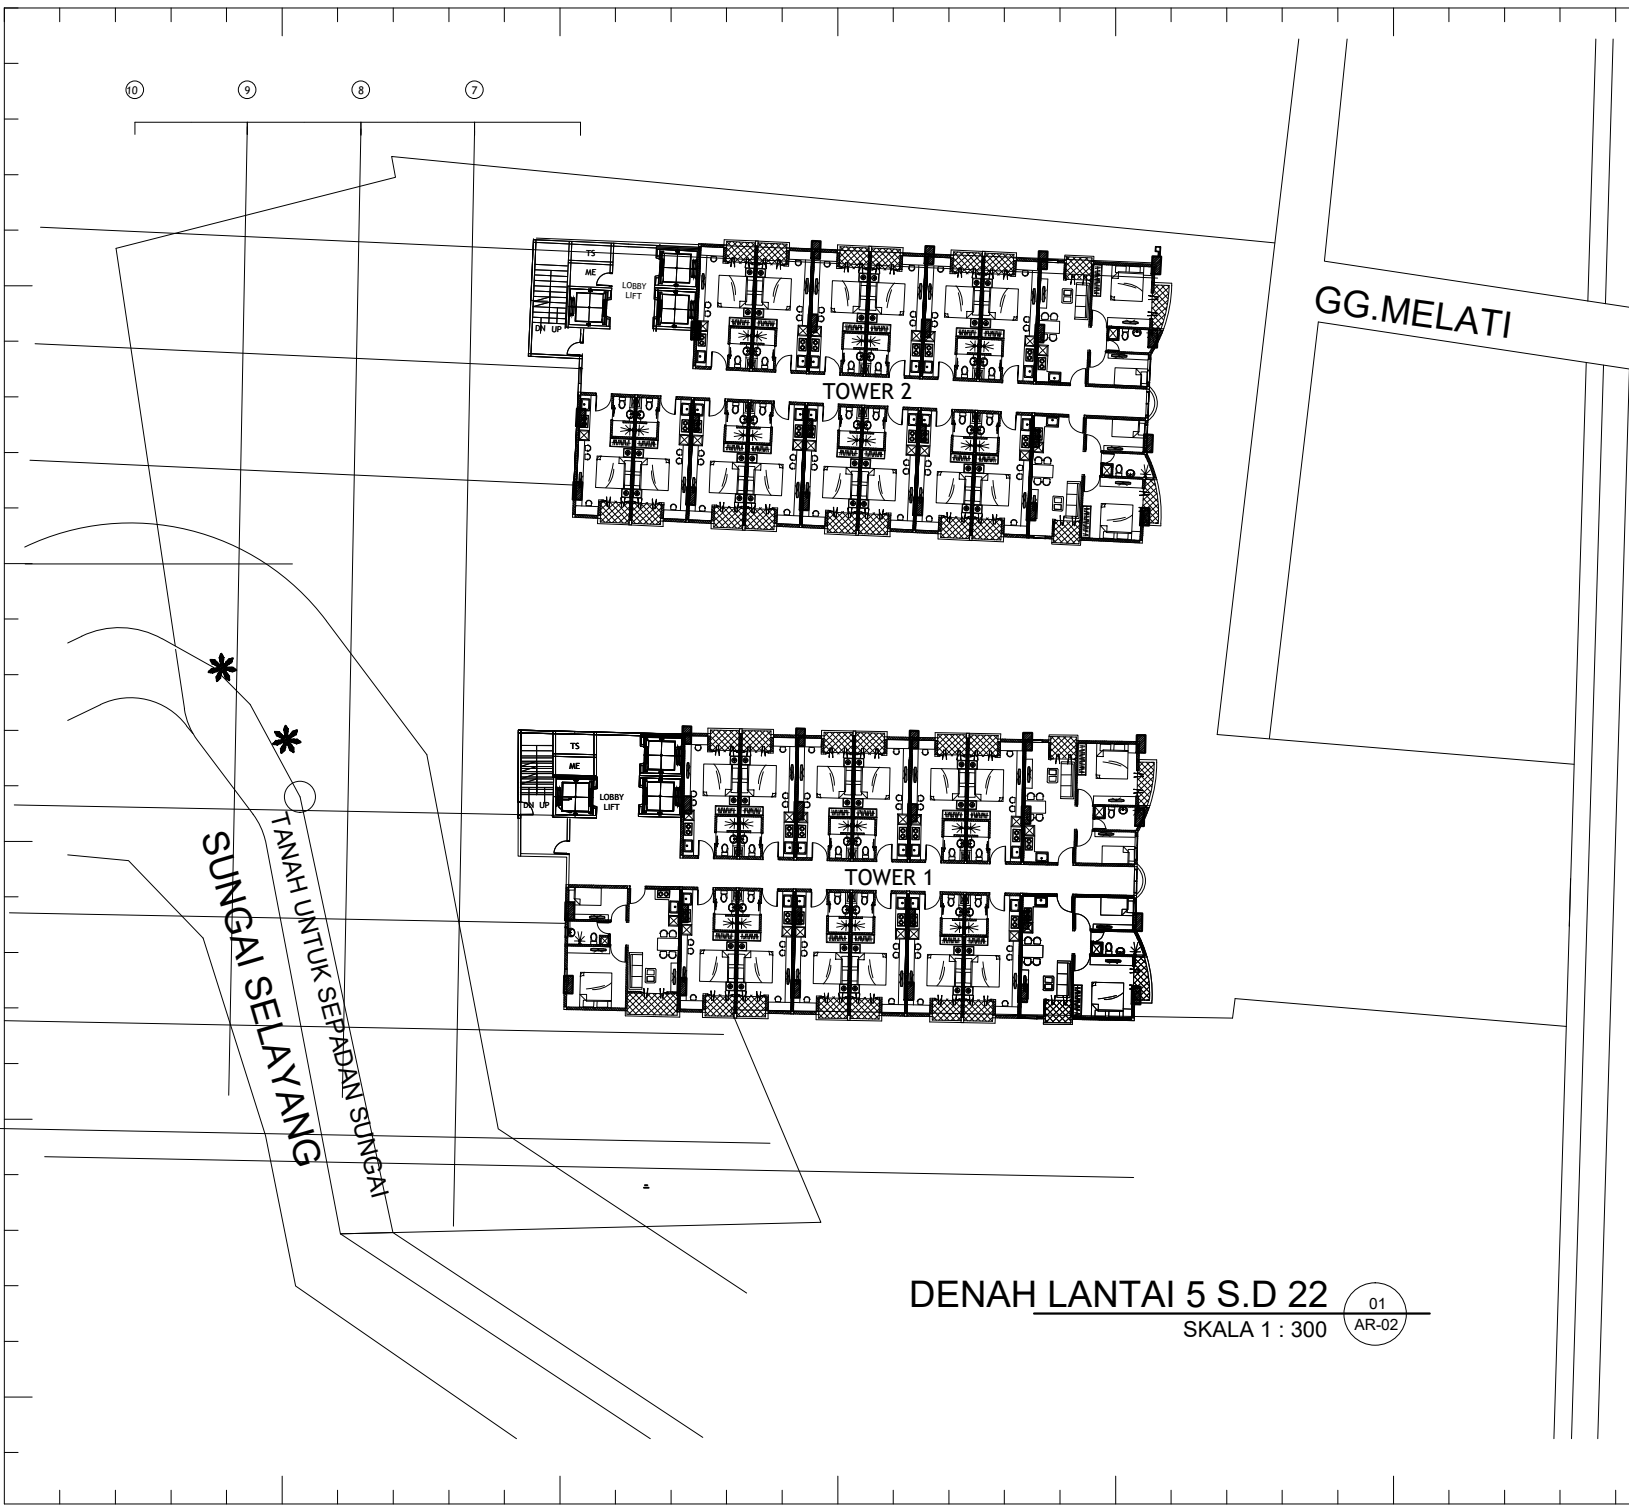 10 9 8 7
TS
ME
LOBBY
LIFT
DN UP
GG.MELATI
TOWER 2
TS
ME
LOBBY
LIFT
DN UP
TOWER 1
TANAH UNTUK SEPADAN SUNGAI
SUNGAI SELAYANG
DENAH LANTAI 5 S.D 22
SKALA 1 : 300
01
AR-02